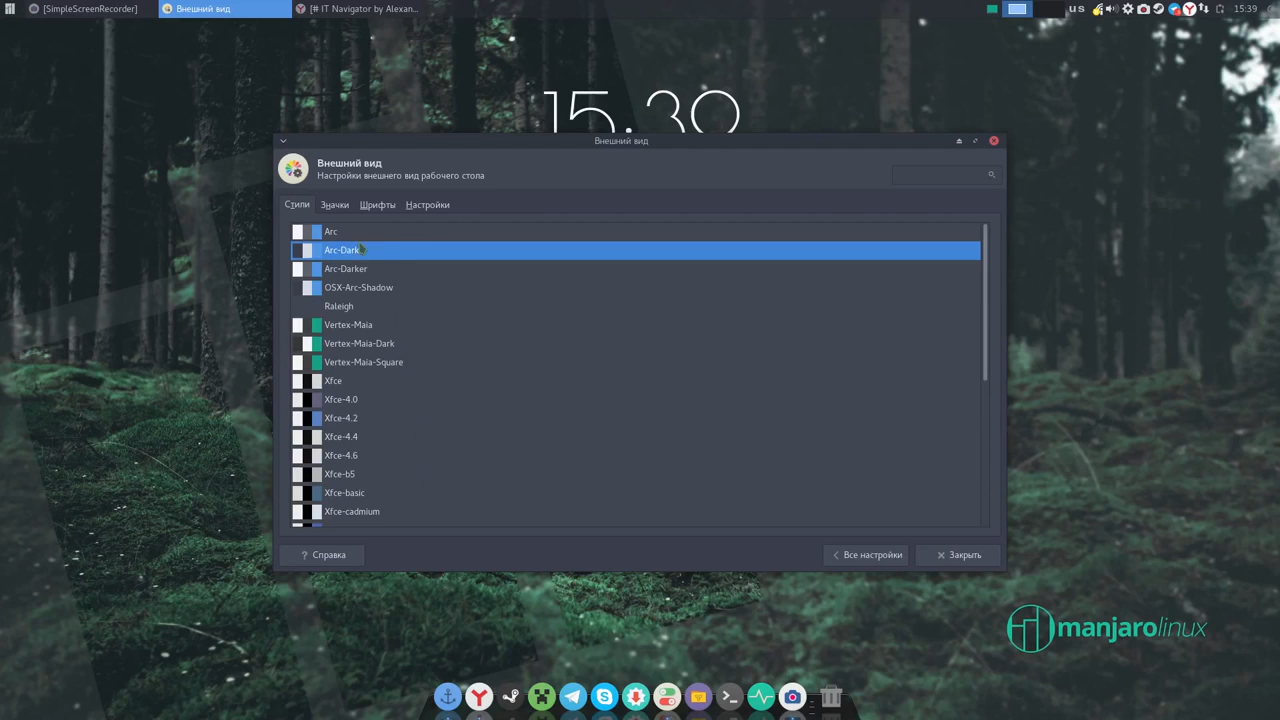 [SimpleScreenRecorder]
Внешний вид
[# IT Navigator by Alexan...
us
15:39
15.39
Внешний вид
Внешний вид
Настройки внешнего вид рабочего стола
Стили
Значки
Шрифты
Настройки
Arc
Arc-Dark
Arc-Darker
OSX-Arc-Shadow
Raleigh
Vertex-Maia
Vertex-Maia-Dark
Vertex-Maia-Square
Xfce
Xfce-4.0
Xfce-4.2
Xfce-4.4
Xfce-4.6
Xfce-b5
Xfce-basic
Xfce-cadmium
? Справка
Все настройки
Закрыть
manjarolinux